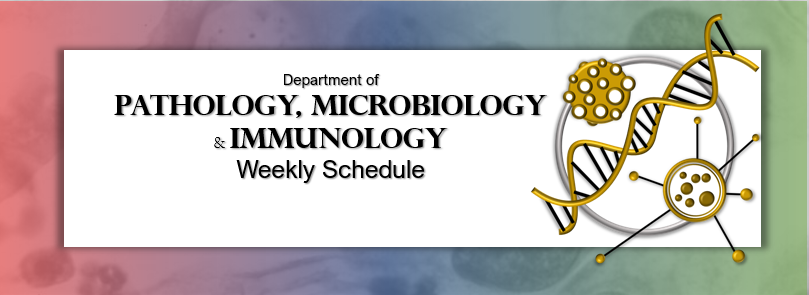 Department of
PATHOLOGY, MICROBIOLOGY
& IMMUNOLOGY
Weekly Schedule